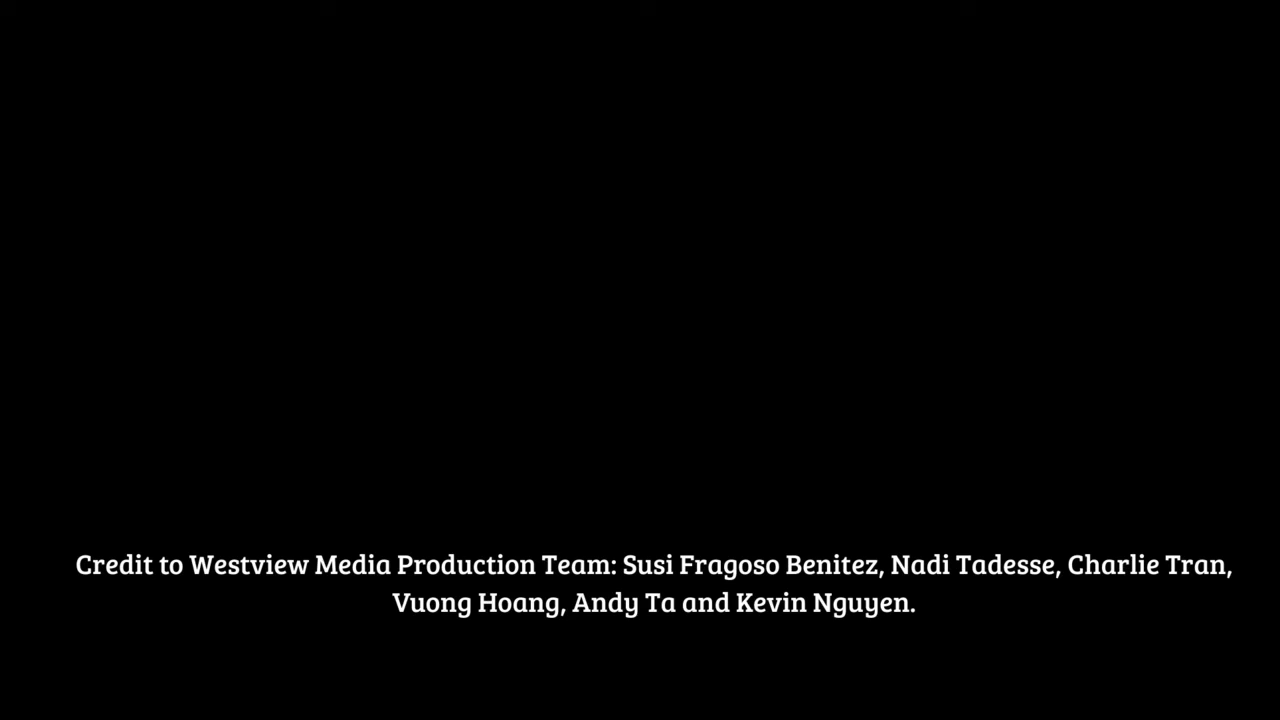 Credit to Westview Media Production Team: Susi Fragoso Benitez, Nadi Tadesse, Charlie Tran,
Vuong Hoang, Andy Ta and Kevin Nguyen.